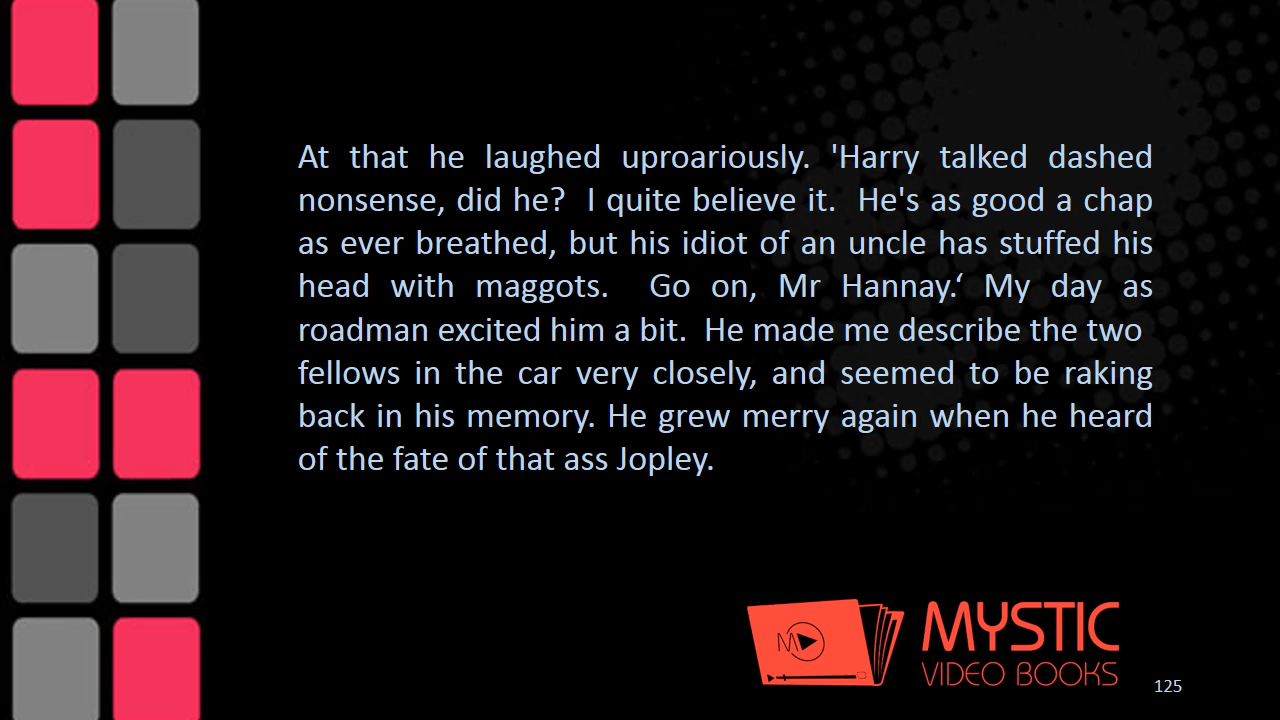 At that he laughed uproariously. 'Harry talked dashed
nonsense, did he?  I quite believe it.  He's as good a chap
as ever breathed, but his idiot of an uncle has stuffed his
head with maggots.  Go on, Mr Hannay.‘ My day as
roadman excited him a bit.  He made me describe the two
fellows in the car very closely, and seemed to be raking
back in his memory. He grew merry again when he heard
of the fate of that ass Jopley.
M
MYSTIC
VIDEO BOOKS
125